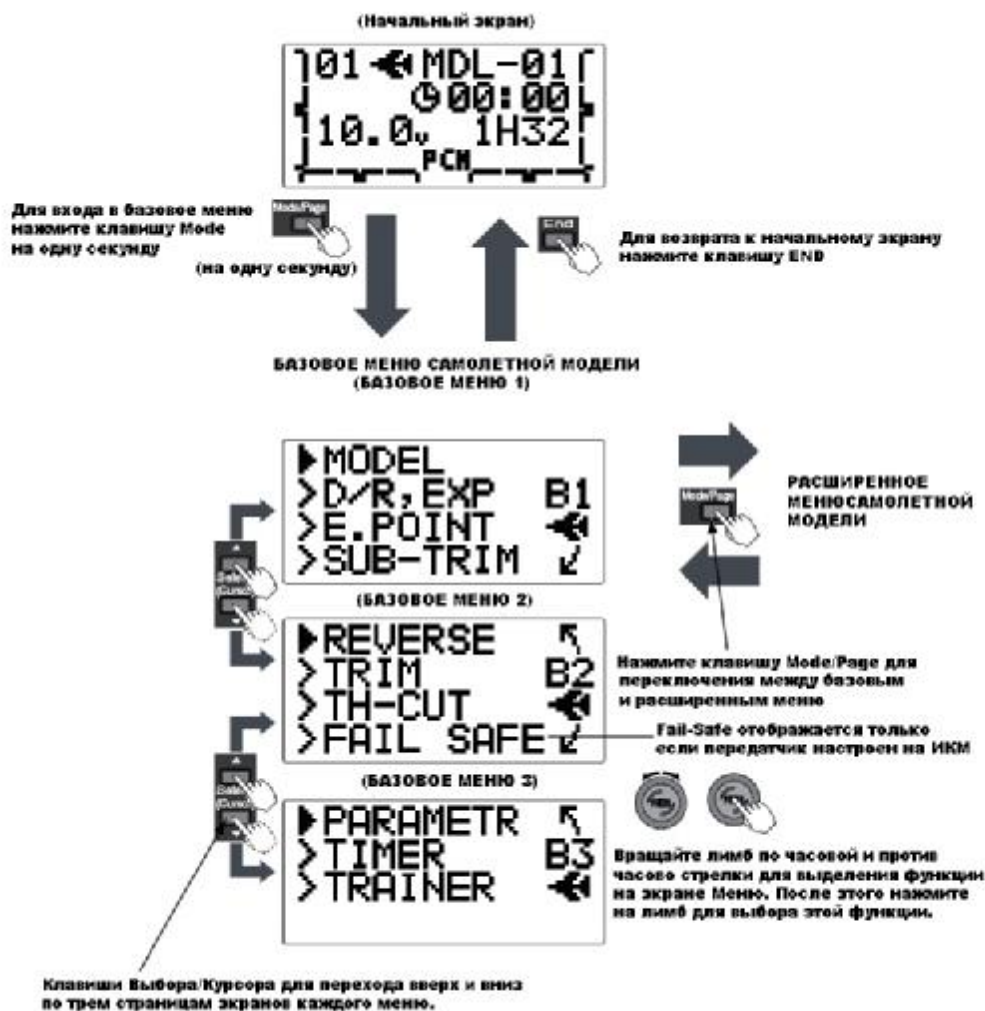 (Начальный экран)
01 MDL-01
00:00
10.0v 1H32
PCM
Для входа в базовое меню
нажмите клавишу Mode
на одну секунду
Mode/Page
(на одну секунду)
End
Для возврата к начальному экрану
нажмите клавишу END
БАЗОВОЕ МЕНЮ САМОЛЕТНОЙ МОДЕЛИ
(БАЗОВОЕ МЕНЮ 1)
MODEL
>D/R,EXP B1
>E.POINT
>SUB-TRIM
Mode/Page
РАСШИРЕННОЕ
МЕНЮСАМОЛЕТНОЙ
МОДЕЛИ
(БАЗОВОЕ МЕНЮ 2)
REVERSE
>TRIM B2
>TH-CUT
>FAIL SAFE
Нажмите клавишу Mode/Page для
переключения между базовым
и расширенным меню
Fail-Safe отображается только
если передатчик настроен на ИКМ
(БАЗОВОЕ МЕНЮ 3)
PARAMETR
>TIMER B3
>TRAINER
Вращайте лимб по часовой и против
часово стрелки для выделения функции
на экране Меню. После этого нажмите
на лимб для выбора этой функции.
Клавиши Выбора/Курсора для перехода вверх и вниз
по трем страницам экранов каждого меню.